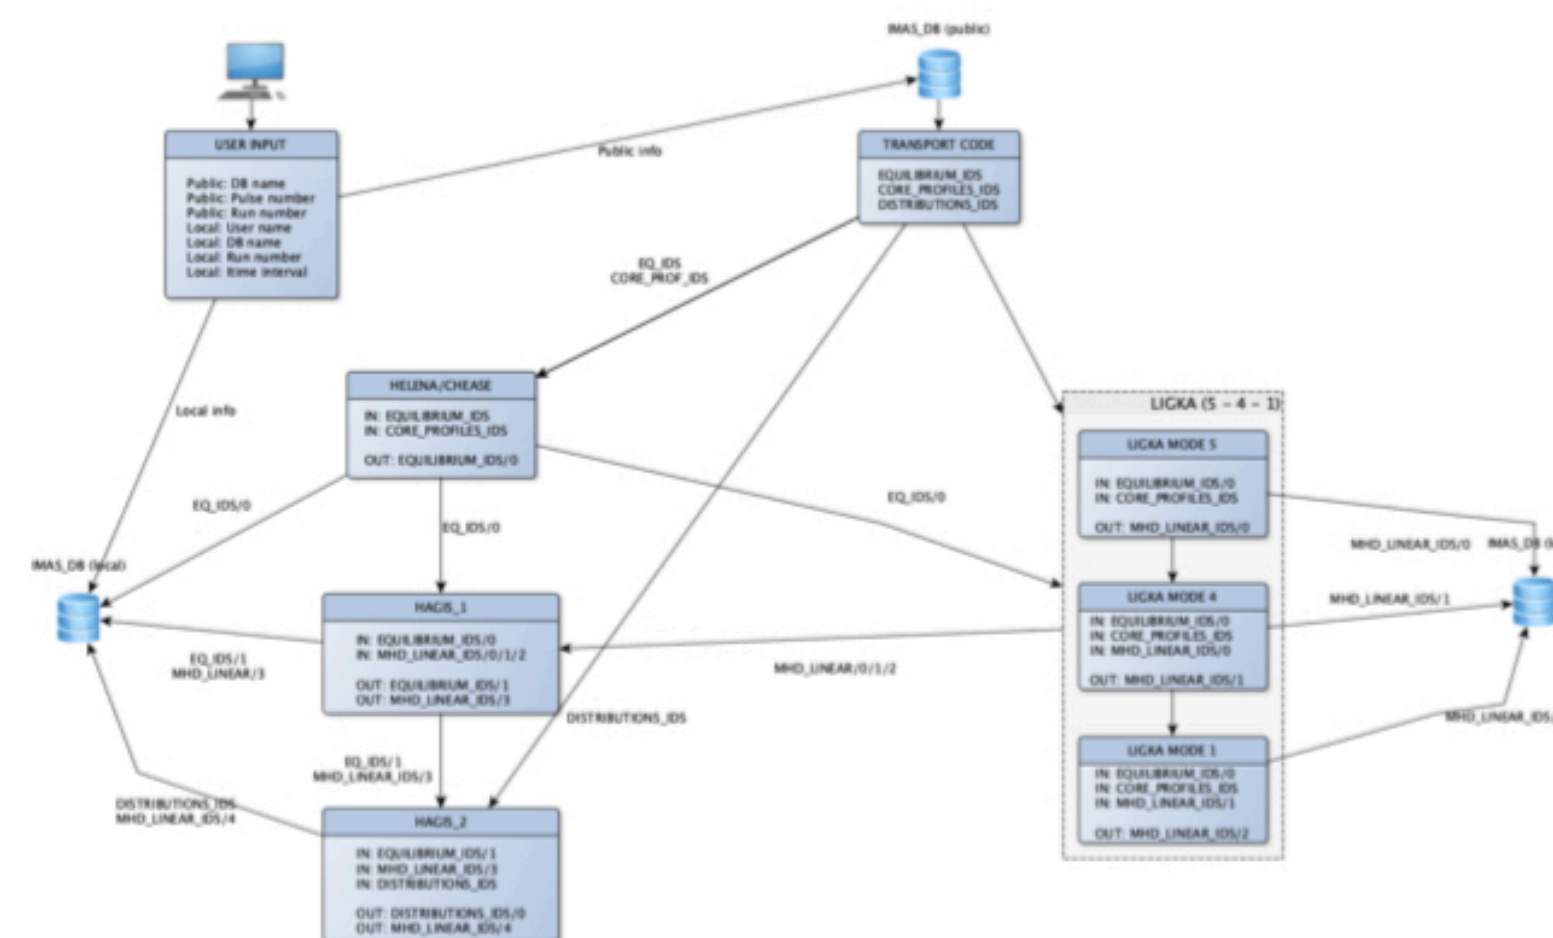 IMAS_DB (public)
USER INPUT
Public: DB name
Public: Pulse number
Public: Run number
Local: User name
Local: DB name
Local: Run number
Local: Itime interval
Public info
TRANSPORT CODE
EQUILIBRIUM_IDS
CORE_PROFILES_IDS
DISTRIBUTIONS_IDS
EQ_IDS
CORE_PROF_IDS
Local info
HELENA/CHEASE
IN: EQUILIBRIUM_IDS
IN: CORE_PROFILES_IDS
OUT: EQUILIBRIUM_IDS/0
EQ_IDS/0
EQ_IDS/0
EQ_IDS/0
LIGKA (5 - 4 - 1)
LIGKA MODE 5
IN: EQUILIBRIUM_IDS/0
IN: CORE_PROFILES_IDS
OUT: MHD_LINEAR_IDS/0
MHD_LINEAR_IDS/0
IMAS_DB (l
IMAS_DB (local)
HAGIS_1
IN: EQUILIBRIUM_IDS/0
IN: MHD_LINEAR_IDS/0/1/2
OUT: EQUILIBRIUM_IDS/1
OUT: MHD_LINEAR_IDS/3
EQ_IDS/1
MHD_LINEAR/3
LIGKA MODE 4
IN: EQUILIBRIUM_IDS/0
IN: CORE_PROFILES_IDS
IN: MHD_LINEAR_IDS/0
OUT: MHD_LINEAR_IDS/1
MHD_LINEAR_IDS/1
MHD_LINEAR/0/1/2
DISTRIBUTIONS_IDS
MHD_LINEAR_IDS/
LIGKA MODE 1
IN: EQUILIBRIUM_IDS/0
IN: CORE_PROFILES_IDS
IN: MHD_LINEAR_IDS/1
OUT: MHD_LINEAR_IDS/2
EQ_IDS/1
MHD_LINEAR_IDS/3
DISTRIBUTIONS_IDS
MHD_LINEAR_IDS/4
HAGIS_2
IN: EQUILIBRIUM_IDS/1
IN: MHD_LINEAR_IDS/3
IN: DISTRIBUTIONS_IDS
OUT: DISTRIBUTIONS_IDS/0
OUT: MHD_LINEAR_IDS/4